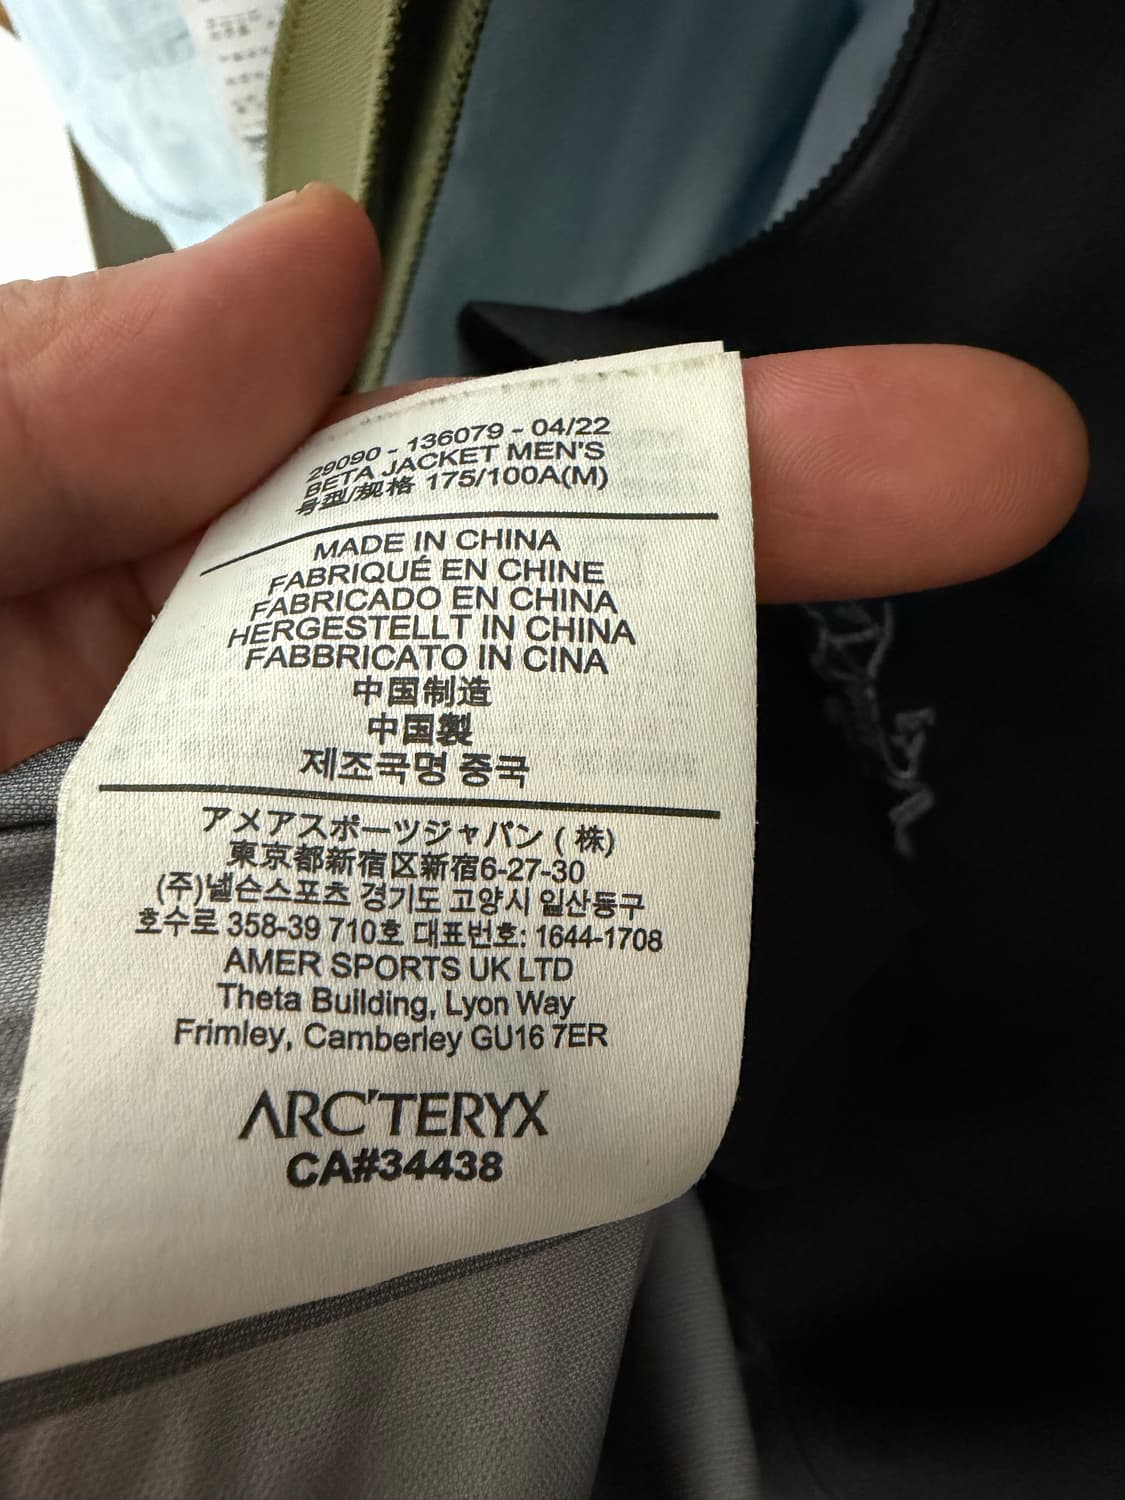 29090 - 136079 - 04/22
BETA JACKET MEN'S
号型/规格 175/100A(M)
MADE IN CHINA
FABRIQUÉ EN CHINE
FABRICADO EN CHINA
HERGESTELLT IN CHINA
FABBRICATO IN CINA
中国制造
中国製
제조국명 중국
アメアスポーツジャパン ( 株)
東京都新宿区新宿6-27-30
(주)넬슨스포츠 경기도 고양시 일산동구
호수로 358-39 710호 대표번호: 1644-1708
AMER SPORTS UK LTD
Theta Building, Lyon Way
Frimley, Camberley GU16 7ER
ARC'TERYX
CA#34438